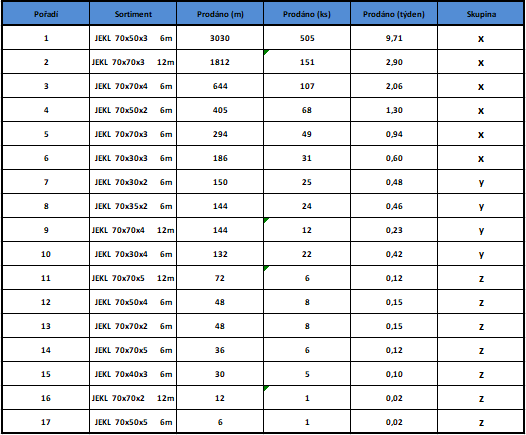 Pořadí Sortiment Prodáno (m) Prodáno (ks) Prodáno (týden) Skupina
1 JEKL 70x50x3 6m 3030 505 9,71 x
2 JEKL 70x70x3 12m 1812 151 2,90 x
3 JEKL 70x70x4 6m 644 107 2,06 x
4 JEKL 70x50x2 6m 405 68 1,30 x
5 JEKL 70x70x3 6m 294 49 0,94 x
6 JEKL 70x30x3 6m 186 31 0,60 x
7 JEKL 70x30x2 6m 150 25 0,48 y
8 JEKL 70x35x2 6m 144 24 0,46 y
9 JEKL 70x70x4 12m 144 12 0,23 y
10 JEKL 70x30x4 6m 132 22 0,42 y
11 JEKL 70x70x5 12m 72 6 0,12 z
12 JEKL 70x50x4 6m 48 8 0,15 z
13 JEKL 70x70x2 6m 48 8 0,15 z
14 JEKL 70x70x5 6m 36 6 0,12 z
15 JEKL 70x40x3 6m 30 5 0,10 z
16 JEKL 70x70x2 12m 12 1 0,02 z
17 JEKL 70x50x5 6m 6 1 0,02 z